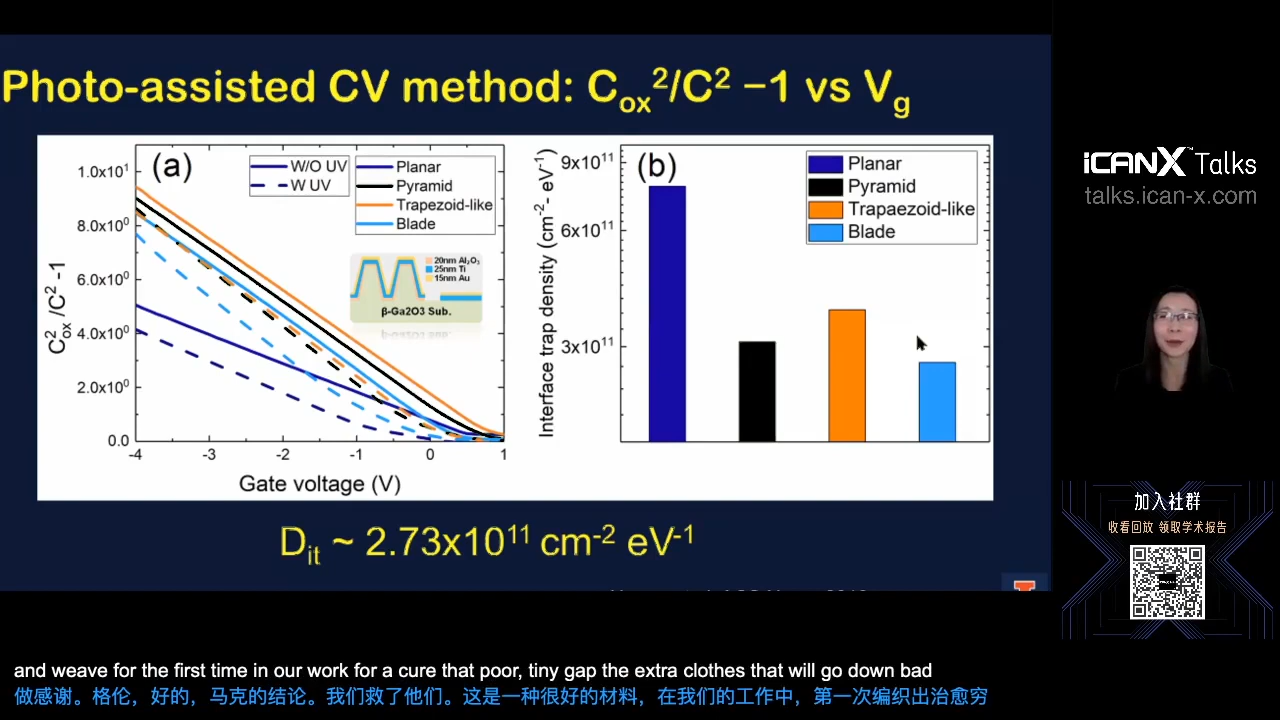 Photo-assisted CV method: Cox²/C² −1 vs Vg
(a)
W/O UV
W UV
Planar
Pyramid
Trapezoid-like
Blade
1.0x10¹
8.0x10⁰
6.0x10⁰
4.0x10⁰
2.0x10⁰
0.0
C²ox/C² -1
20nm Al₂O₃
25nm Ti
15nm Au
β-Ga2O3 Sub.
-4 -3 -2 -1 0 1
Gate voltage (V)
(b)
Planar
Pyramid
Trapaezoid-like
Blade
9x10¹¹
6x10¹¹
3x10¹¹
Interface trap density (cm⁻²- eV⁻¹)
Dit ~ 2.73x10¹¹ cm⁻² eV⁻¹
iCANX Talks
talks.ican-x.com
加入社群
收看回放 领取学术报告
and weave for the first time in our work for a cure that poor, tiny gap the extra clothes that will go down bad
做感谢。格伦，好的，马克的结论。我们救了他们。这是一种很好的材料，在我们的工作中，第一次编织出治愈穷